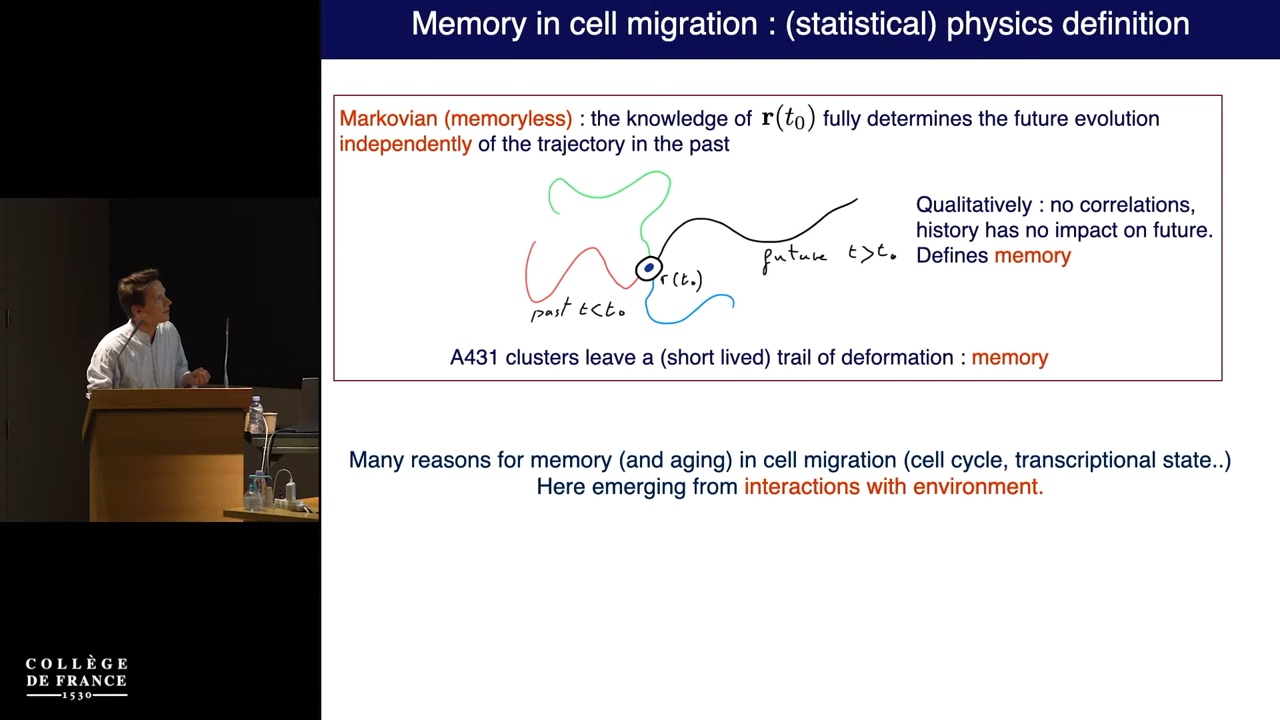 Memory in cell migration : (statistical) physics definition
Markovian (memoryless) : the knowledge of r(t₀) fully determines the future evolution
independently of the trajectory in the past
Qualitatively : no correlations,
history has no impact on future.
Defines memory
future t>t₀
r(t₀)
past t<t₀
A431 clusters leave a (short lived) trail of deformation : memory
Many reasons for memory (and aging) in cell migration (cell cycle, transcriptional state..)
Here emerging from interactions with environment.
COLLÈGE
DE FRANCE
1530